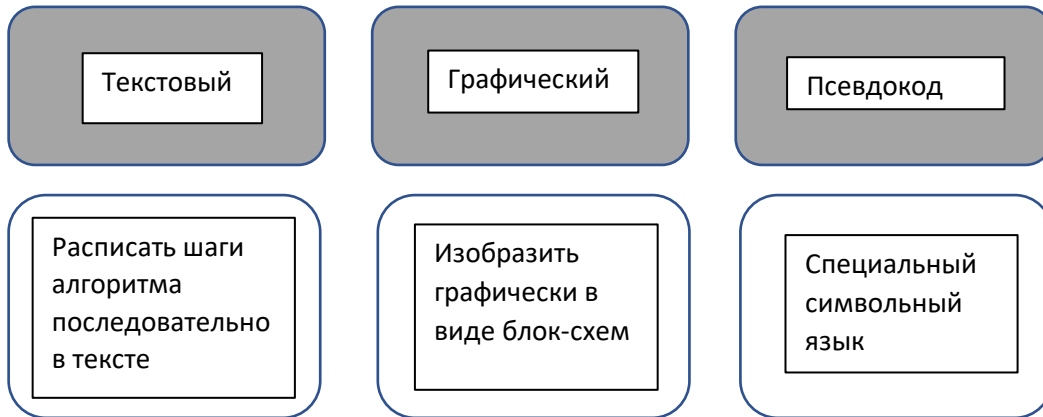 Текстовый
Графический
Псевдокод
Расписать шаги
алгоритма
последовательно
в тексте
Изобразить
графически в
виде блок-схем
Специальный
символьный
язык